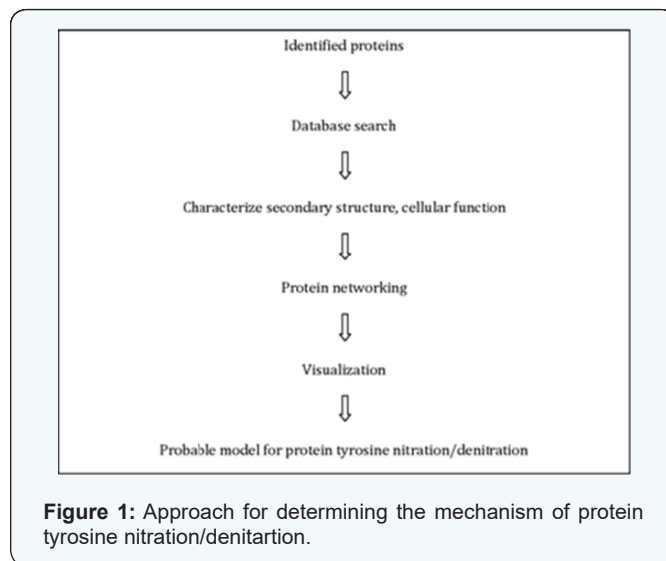 Identified proteins
Database search
Characterize secondary structure, cellular function
Protein networking
Visualization
Probable model for protein tyrosine nitration/denitration
Figure 1: Approach for determining the mechanism of protein
tyrosine nitration/denitartion.